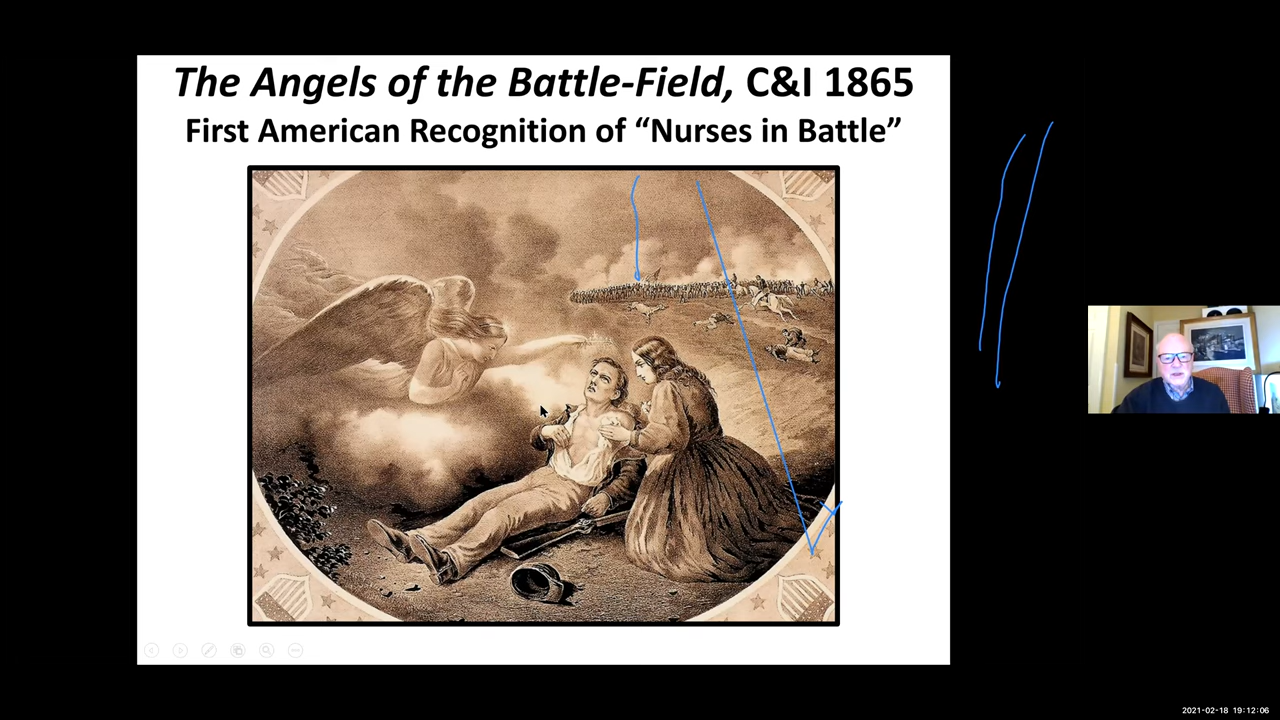 The Angels of the Battle-Field, C&I 1865
First American Recognition of “Nurses in Battle”
2021-02-18 19:12:06